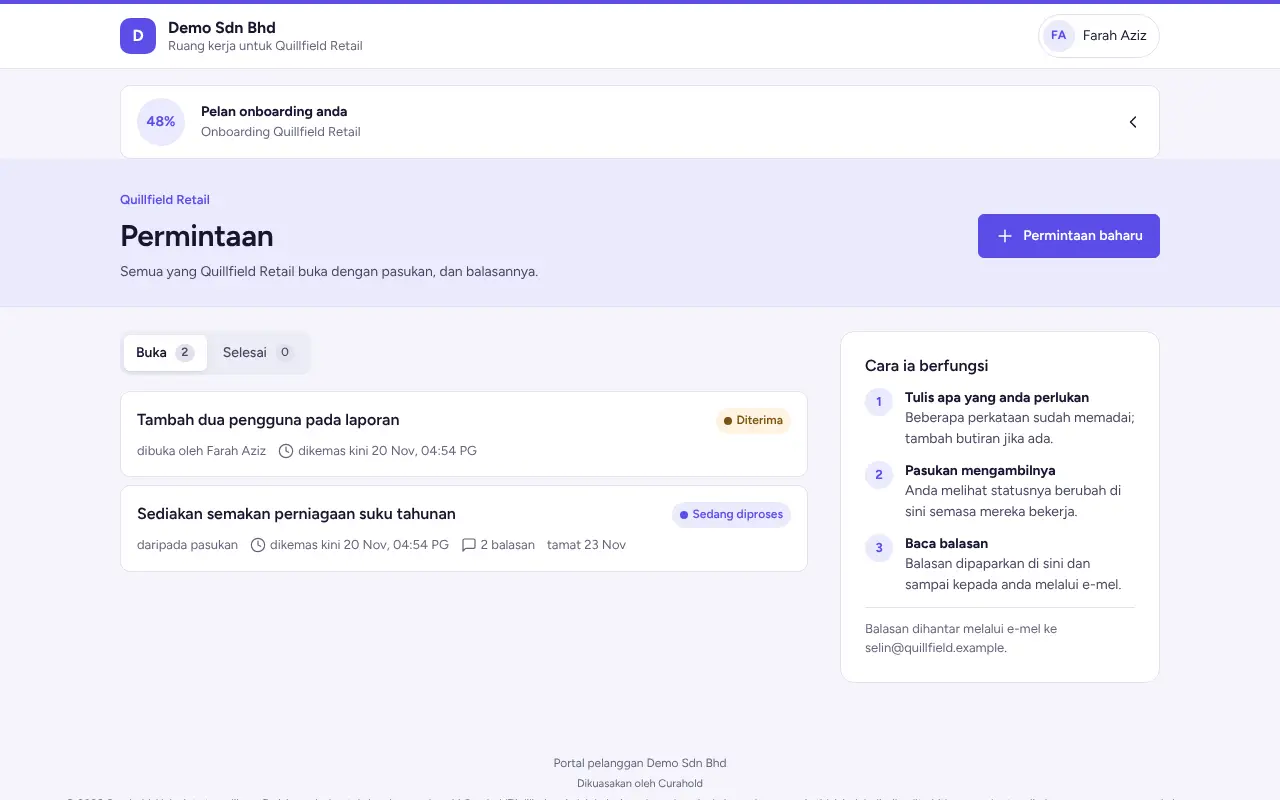 D
Demo Sdn Bhd
Ruang kerja untuk Quillfield Retail
FA
Farah Aziz
48%
Pelan onboarding anda
Onboarding Quillfield Retail
Quillfield Retail
Permintaan
Semua yang Quillfield Retail buka dengan pasukan, dan balasannya.
Permintaan baharu
Buka 2
Selesai 0
Tambah dua pengguna pada laporan
Diterima
dibuka oleh Farah Aziz dikemas kini 20 Nov, 04:54 PG
Sediakan semakan perniagaan suku tahunan
Sedang diproses
daripada pasukan dikemas kini 20 Nov, 04:54 PG 2 balasan tamat 23 Nov
Cara ia berfungsi
1
Tulis apa yang anda perlukan
Beberapa perkataan sudah memadai;
tambah butiran jika ada.
2
Pasukan mengambilnya
Anda melihat statusnya berubah di
sini semasa mereka bekerja.
3
Baca balasan
Balasan dipaparkan di sini dan
sampai kepada anda melalui e-mel.
Balasan dihantar melalui e-mel ke
selin@quillfield.example.
Portal pelanggan Demo Sdn Bhd
Dikuasakan oleh Curahold